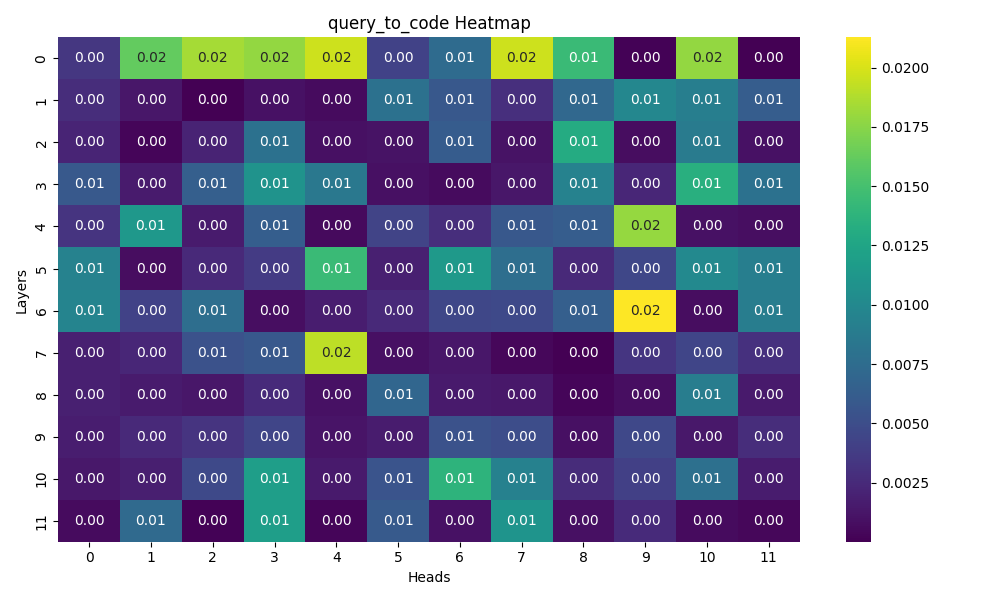 query_to_code Heatmap
0 0.00 0.02 0.02 0.02 0.02 0.00 0.01 0.02 0.01 0.00 0.02 0.00
1 0.00 0.00 0.00 0.00 0.00 0.01 0.01 0.00 0.01 0.01 0.01 0.01
2 0.00 0.00 0.00 0.01 0.00 0.00 0.01 0.00 0.01 0.00 0.01 0.00
3 0.01 0.00 0.01 0.01 0.01 0.00 0.00 0.00 0.01 0.00 0.01 0.01
4 0.00 0.01 0.00 0.01 0.00 0.00 0.00 0.01 0.01 0.02 0.00 0.00
5 0.01 0.00 0.00 0.00 0.01 0.00 0.01 0.01 0.00 0.00 0.01 0.01
6 0.01 0.00 0.01 0.00 0.00 0.00 0.00 0.00 0.01 0.02 0.00 0.01
7 0.00 0.00 0.01 0.01 0.02 0.00 0.00 0.00 0.00 0.00 0.00 0.00
8 0.00 0.00 0.00 0.00 0.00 0.01 0.00 0.00 0.00 0.00 0.01 0.00
9 0.00 0.00 0.00 0.00 0.00 0.00 0.01 0.00 0.00 0.00 0.00 0.00
10 0.00 0.00 0.00 0.01 0.00 0.01 0.01 0.01 0.00 0.00 0.01 0.00
11 0.00 0.01 0.00 0.01 0.00 0.01 0.00 0.01 0.00 0.00 0.00 0.00
0 1 2 3 4 5 6 7 8 9 10 11
Heads
Layers
0.0200
0.0175
0.0150
0.0125
0.0100
0.0075
0.0050
0.0025